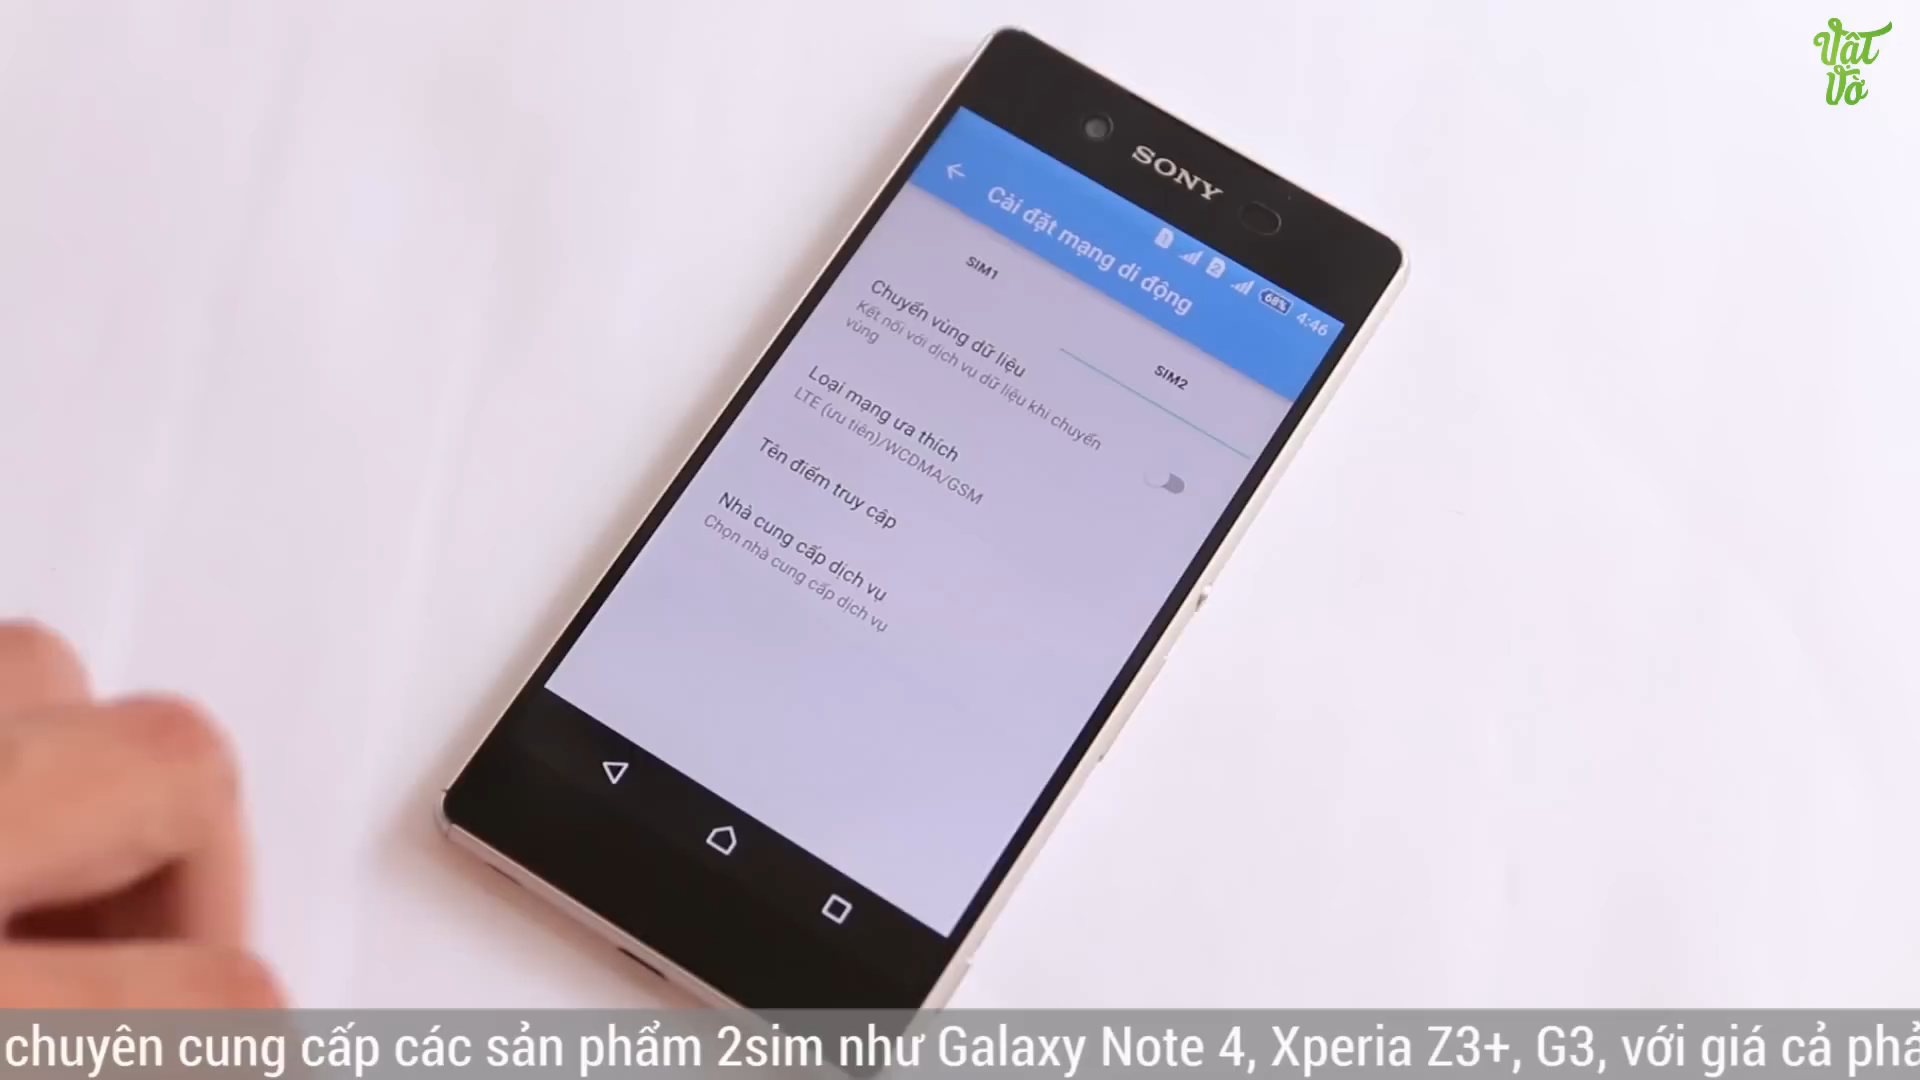 Vật
Vờ
SONY
1 2 68% 4:46
Cài đặt mạng di động
SIM1
SIM2
Chuyển vùng dữ liệu
Kết nối với dịch vụ dữ liệu khi chuyển
vùng
Loại mạng ưa thích
LTE (ưu tiên)/WCDMA/GSM
Tên điểm truy cập
Nhà cung cấp dịch vụ
Chọn nhà cung cấp dịch vụ
chuyên cung cấp các sản phẩm 2sim như Galaxy Note 4, Xperia Z3+, G3, với giá cả phả